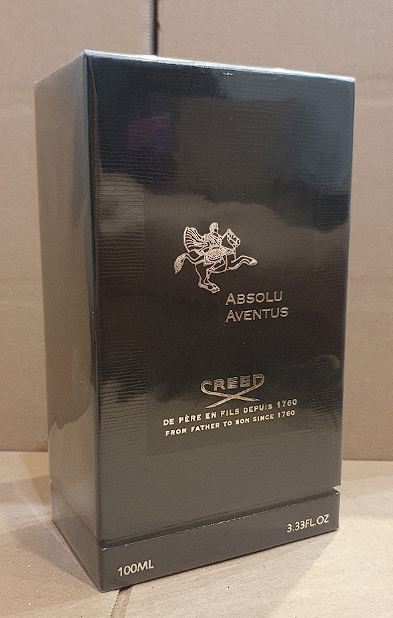 ABSOLU
AVENTUS
CREED
DE PÈRE EN FILS DEPUIS 1760
FROM FATHER TO SON SINCE 1760
100ML
3.33FL.OZ